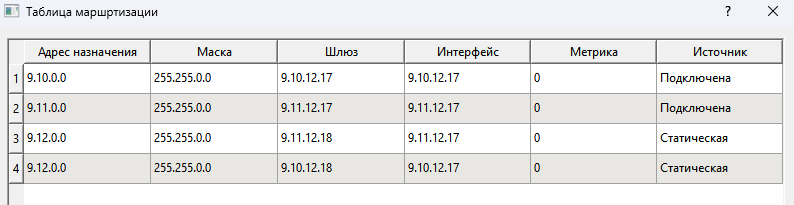 Таблица маршртизации
Адрес назначения Маска Шлюз Интерфейс Метрика Источник
1 9.10.0.0 255.255.0.0 9.10.12.17 9.10.12.17 0 Подключена
2 9.11.0.0 255.255.0.0 9.11.12.17 9.11.12.17 0 Подключена
3 9.12.0.0 255.255.0.0 9.11.12.18 9.11.12.17 0 Статическая
4 9.12.0.0 255.255.0.0 9.10.12.18 9.10.12.17 0 Статическая